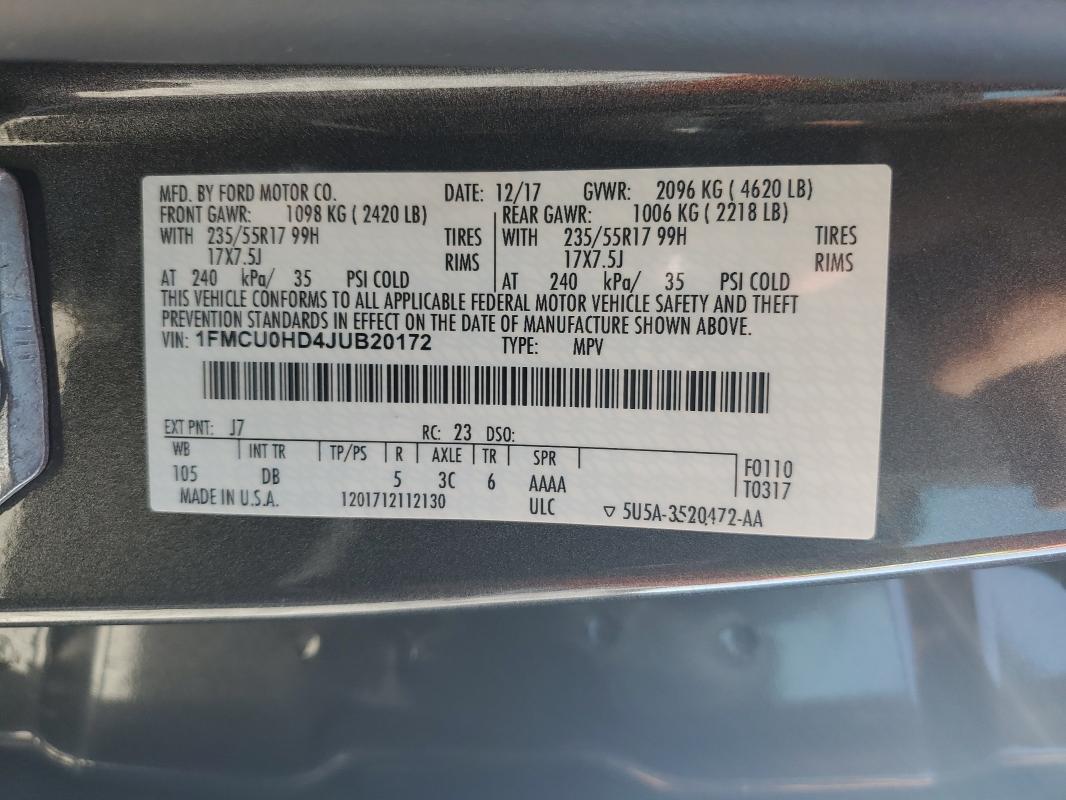 MFD. BY FORD MOTOR CO. DATE: 12/17 GVWR: 2096 KG ( 4620 LB)
FRONT GAWR: 1098 KG ( 2420 LB) REAR GAWR: 1006 KG ( 2218 LB)
WITH 235/55R17 99H TIRES WITH 235/55R17 99H TIRES
17X7.5J RIMS 17X7.5J RIMS
AT 240 kPa/ 35 PSI COLD AT 240 kPa/ 35 PSI COLD
THIS VEHICLE CONFORMS TO ALL APPLICABLE FEDERAL MOTOR VEHICLE SAFETY AND THEFT
PREVENTION STANDARDS IN EFFECT ON THE DATE OF MANUFACTURE SHOWN ABOVE.
VIN: 1FMCU0HD4JUB20172 TYPE: MPV
EXT PNT: J7 RC: 23 DSO:
WB INT TR TP/PS R AXLE TR SPR F0110
105 DB 5 3C 6 AAAA T0317
MADE IN U.S.A. 1201712112130 ULC ▽ 5U5A-3520472-AA